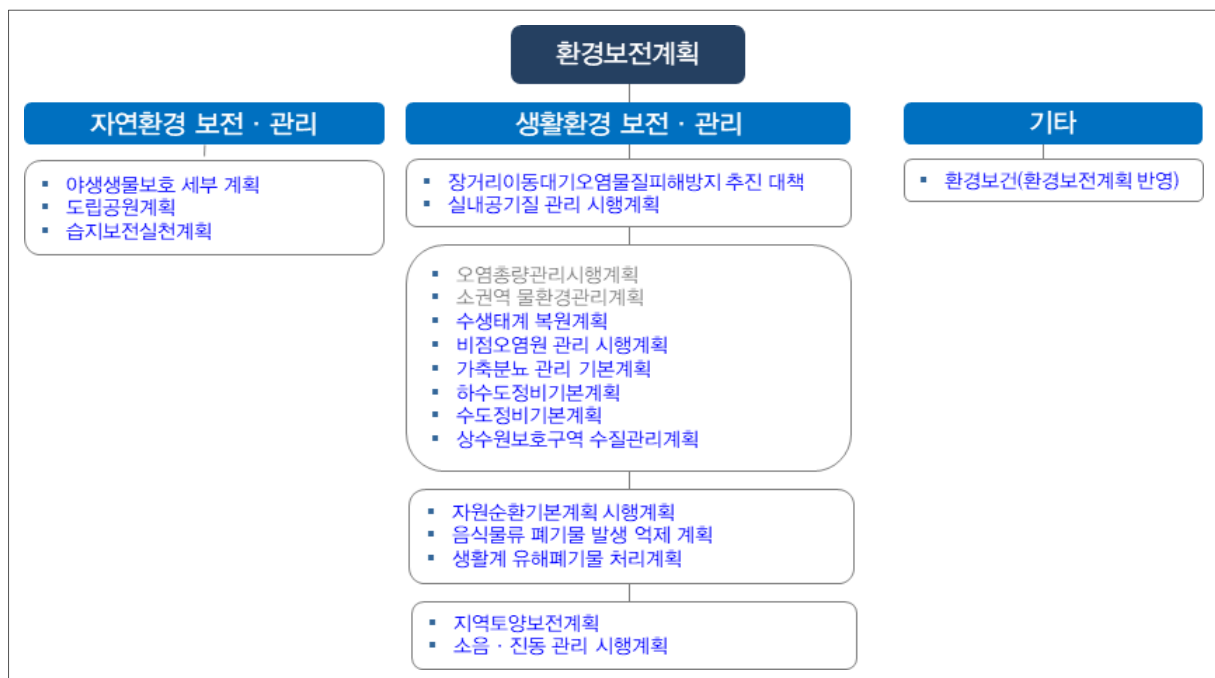 환경보전계획
자연환경 보전 · 관리
▪ 야생생물보호 세부 계획
▪ 도립공원계획
▪ 습지보전실천계획
생활환경 보전 · 관리
▪ 장거리이동대기오염물질피해방지 추진 대책
▪ 실내공기질 관리 시행계획
▪ 오염총량관리시행계획
▪ 소권역 물환경관리계획
▪ 수생태계 복원계획
▪ 비점오염원 관리 시행계획
▪ 가축분뇨 관리 기본계획
▪ 하수도정비기본계획
▪ 수도정비기본계획
▪ 상수원보호구역 수질관리계획
▪ 자원순환기본계획 시행계획
▪ 음식물류 폐기물 발생 억제 계획
▪ 생활계 유해폐기물 처리계획
▪ 지역토양보전계획
▪ 소음 · 진동 관리 시행계획
기타
▪ 환경보건(환경보전계획 반영)